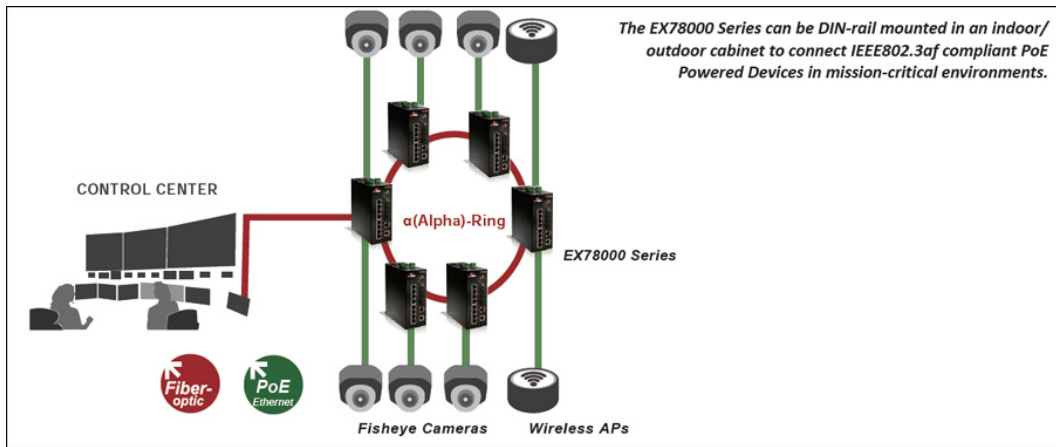 The EX78000 Series can be DIN-rail mounted in an indoor/
outdoor cabinet to connect IEEE802.3af compliant PoE
Powered Devices in mission-critical environments.
CONTROL CENTER
α(Alpha)-Ring
EX78000 Series
Fiber-
optic
PoE
Ethernet
Fisheye Cameras
Wireless APs